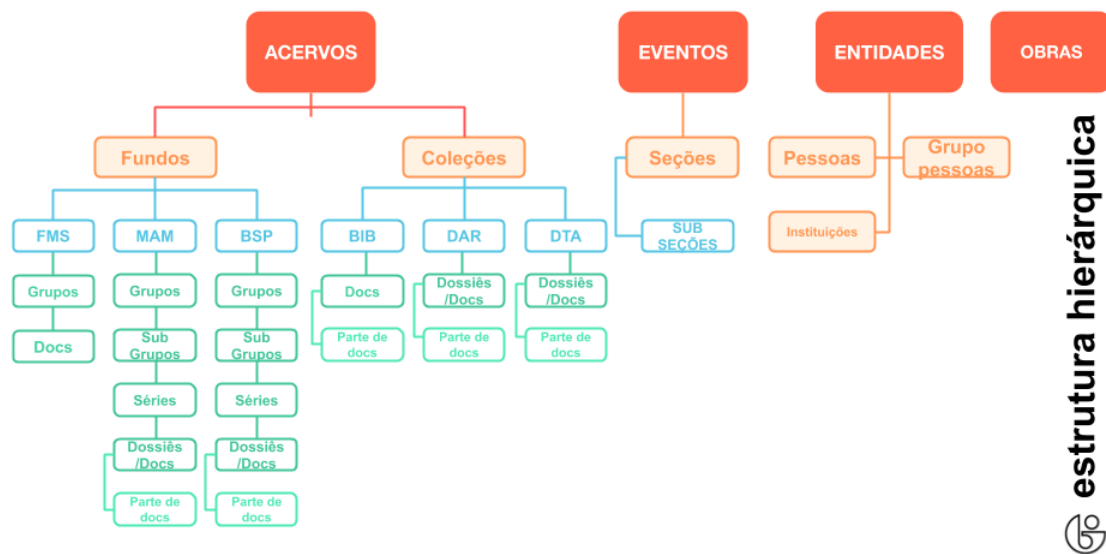 ACERVOS
EVENTOS
ENTIDADES
OBRAS
Fundos
Coleções
Seções
Pessoas
Grupo
pessoas
FMS
MAM
BSP
BIB
DAR
DTA
SUB
SEÇÕES
Instituições
Grupos
Grupos
Grupos
Docs
Dossiês
/Docs
Dossiês
/Docs
Docs
Sub
Grupos
Sub
Grupos
Parte de
docs
Parte de
docs
Parte de
docs
Séries
Séries
Dossiês
/Docs
Dossiês
/Docs
Parte de
docs
Parte de
docs
estrutura hierárquica